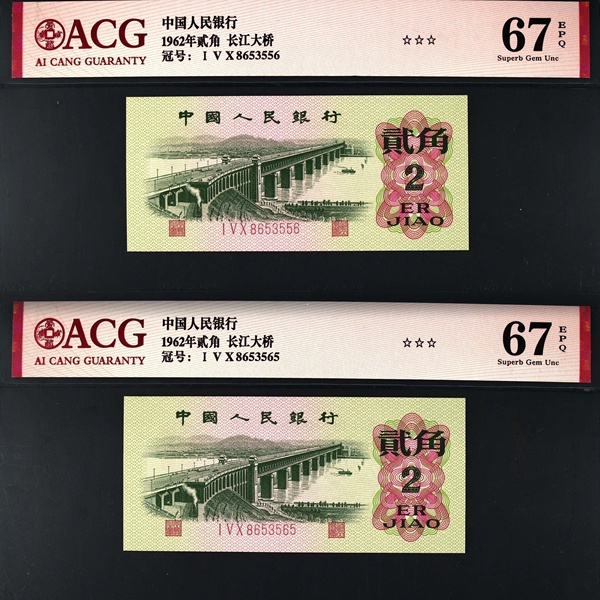 ACG
AI CANG GUARANTY
中国人民银行
1962年贰角 长江大桥
冠号: I V X 8653556
☆☆☆
67
EPQ
Superb Gem Unc
中國人民銀行
貳角
2
ER
JIAO
I V X 8653556
ACG
AI CANG GUARANTY
中国人民银行
1962年贰角 长江大桥
冠号: I V X 8653565
☆☆☆
67
EPQ
Superb Gem Unc
中國人民銀行
貳角
2
ER
JIAO
I V X 8653565